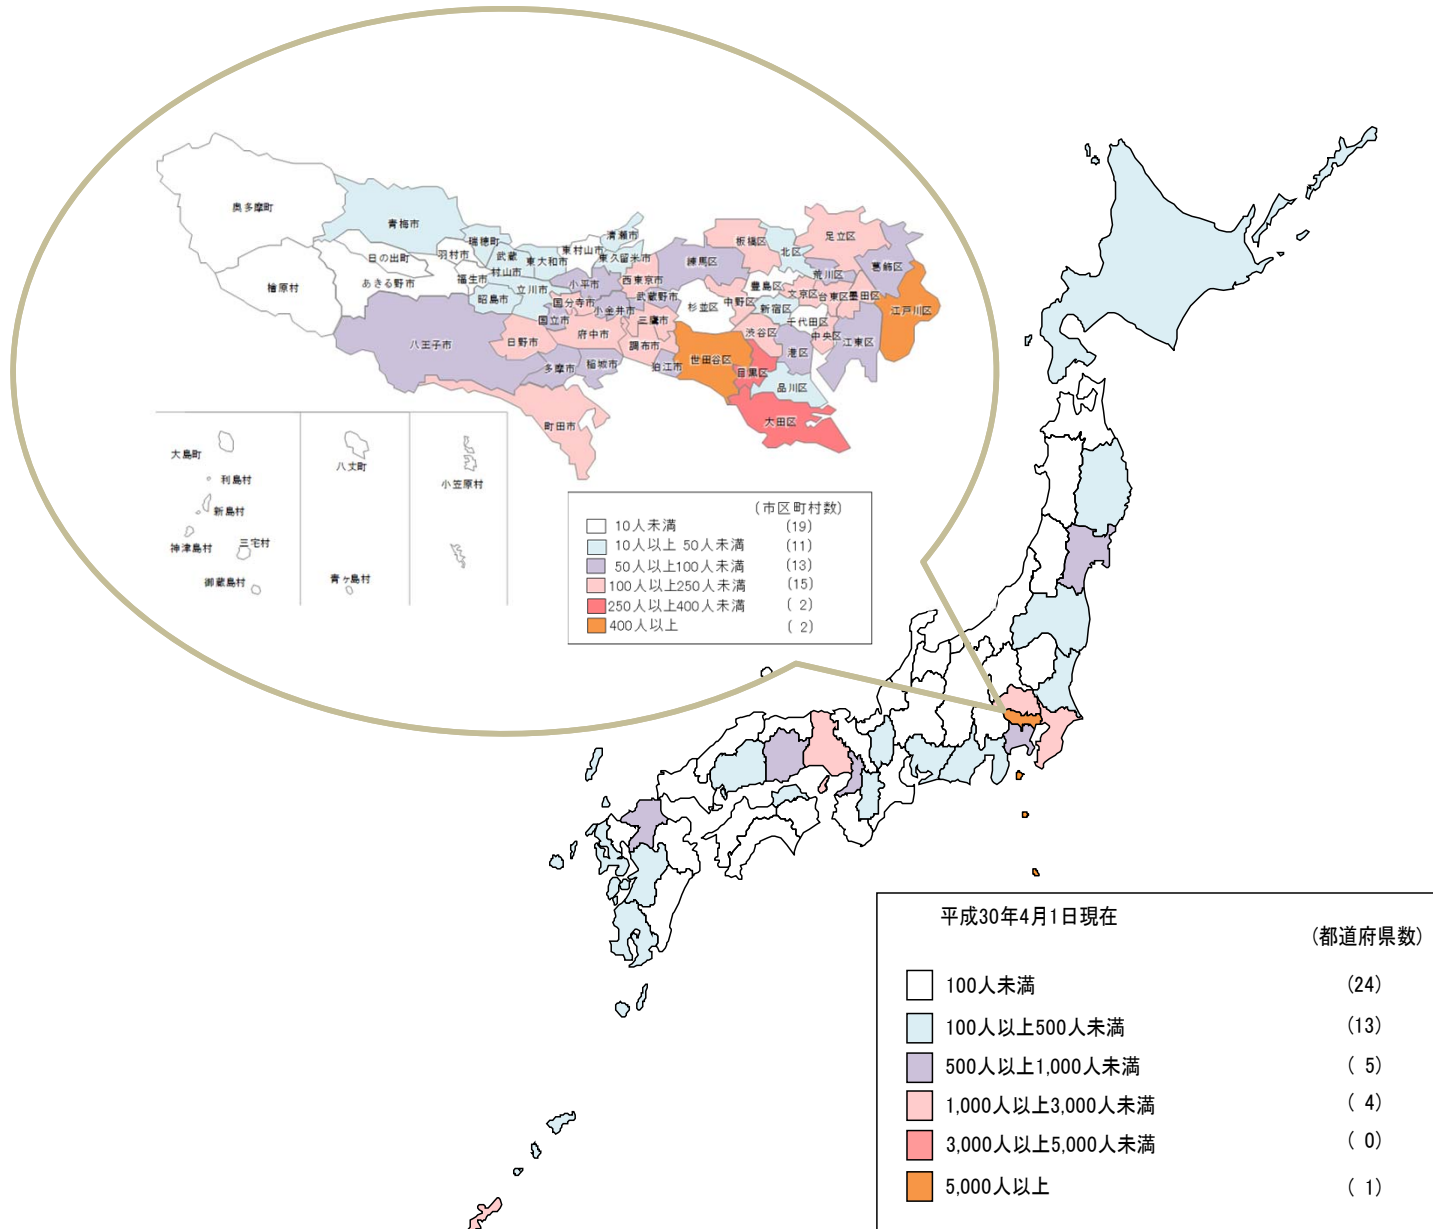 奥多摩町
青梅市
瑞穂町
清瀬市
板橋区
足立区
日の出町
羽村市
武蔵
村山市
東大和市
東村山市
東久留米市
練馬区
北区
荒川区
葛飾区
檜原村
あきる野市
福生市
昭島市
立川市
小平市
西東京市
豊島区
文京区
台東区
墨田区
国分寺市
小金井市
武蔵野市
杉並区
中野区
新宿区
千代田区
江戸川区
八王子市
日野市
国立市
府中市
三鷹市
調布市
渋谷区
中央区
港区
江東区
多摩市
稲城市
狛江市
世田谷区
目黒区
品川区
町田市
大田区
大島町
利島村
新島村
神津島村
三宅村
御蔵島村
八丈町
青ヶ島村
小笠原村
(市区町村数)
10人未満 (19)
10人以上 50人未満 (11)
50人以上100人未満 (13)
100人以上250人未満 (15)
250人以上400人未満 ( 2)
400人以上 ( 2)
平成30年4月1日現在
(都道府県数)
100人未満 (24)
100人以上500人未満 (13)
500人以上1,000人未満 ( 5)
1,000人以上3,000人未満 ( 4)
3,000人以上5,000人未満 ( 0)
5,000人以上 ( 1)